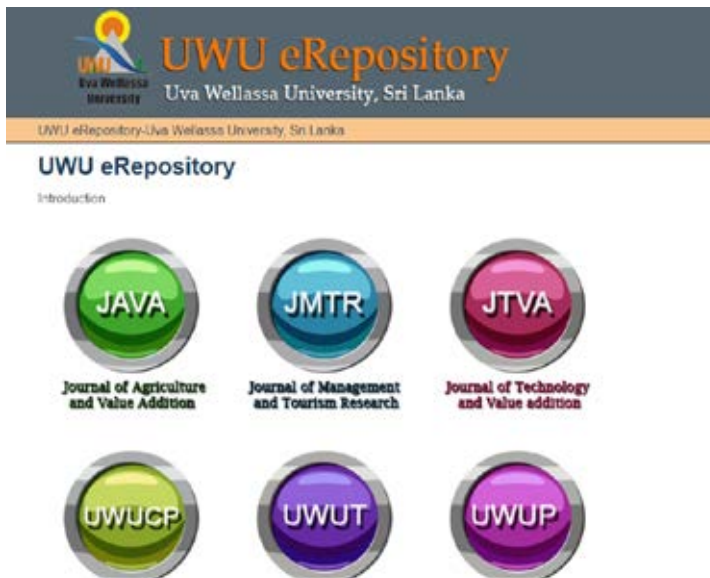 UWU
Uva Wellassa
University
UWU eRepository
Uva Wellassa University, Sri Lanka
UWU eRepository-Uva Wellassa University, Sri Lanka
UWU eRepository
Introduction
JAVA
JMTR
JTVA
Journal of Agriculture
and Value Addition
Journal of Management
and Tourism Research
Journal of Technology
and Value addition
UWUCP
UWUT
UWUP